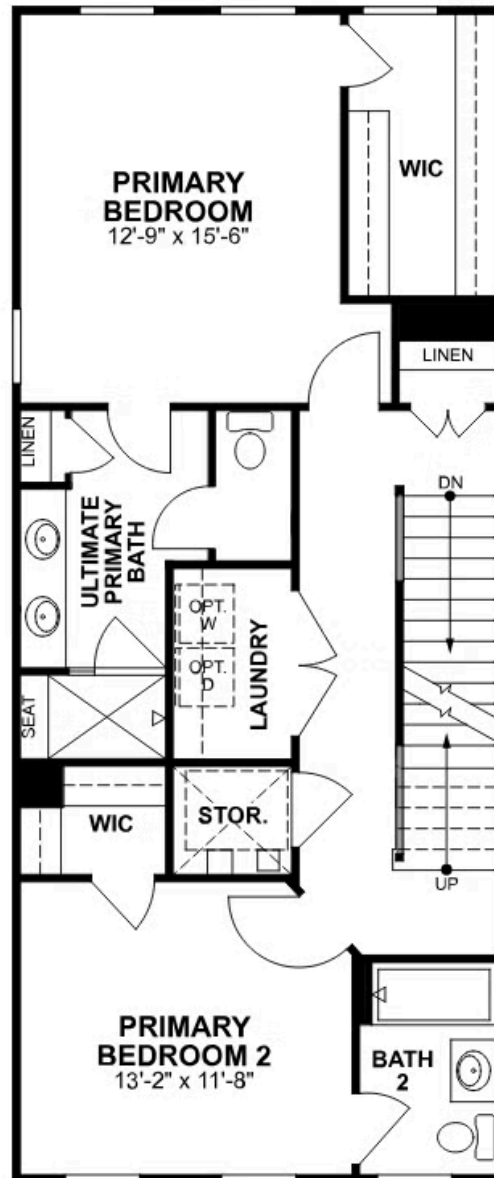 PRIMARY
BEDROOM
12'-9" x 15'-6"
WIC
LINEN
LINEN
DN
ULTIMATE
PRIMARY
BATH
OPT.
W
OPT.
D
LAUNDRY
SEAT
WIC
STOR.
UP
PRIMARY
BEDROOM 2
13'-2" x 11'-8"
BATH
2